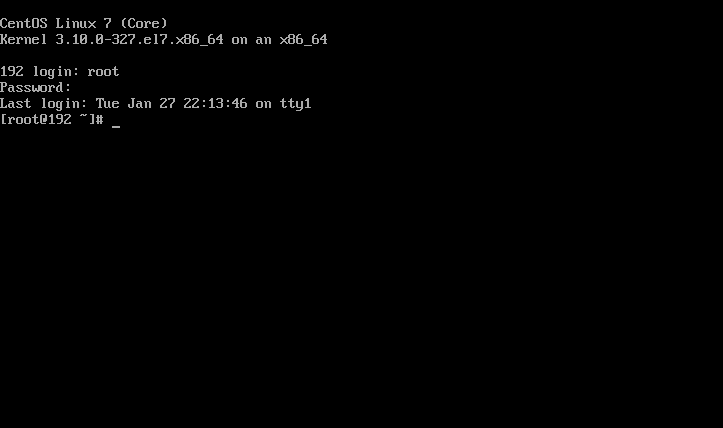 CentOS Linux 7 (Core)
Kernel 3.10.0-327.el7.x86_64 on an x86_64
192 login: root
Password:
Last login: Tue Jan 27 22:13:46 on tty1
[root@192 ~]# _